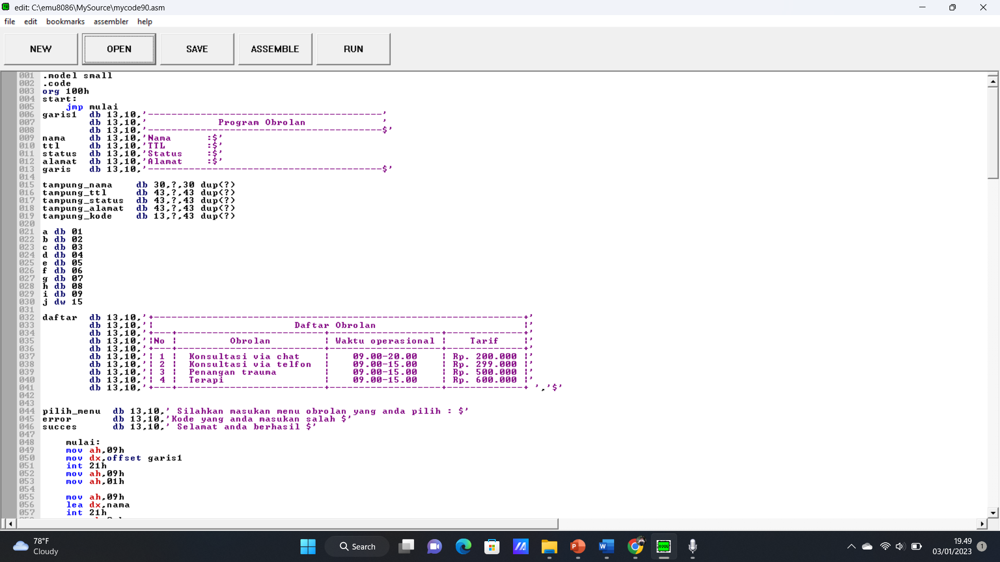 edit: C:\emu8086\MySource\mycode90.asm
file edit bookmarks assembler help
NEW OPEN SAVE ASSEMBLE RUN
001 .model small
002 .code
003 org 100h
004 start:
005     jmp mulai
006 garis1  db 13,10,'----------------------------------------'
007         db 13,10,'            Program Obrolan             '
008         db 13,10,'----------------------------------------$'
009 nama    db 13,10,'Nama      :$'
010 ttl     db 13,10,'TTL       :$'
011 status  db 13,10,'Status    :$'
012 alamat  db 13,10,'Alamat    :$'
013 garis   db 13,10,'----------------------------------------$'
014
015 tampung_nama    db 30,?,30 dup(?)
016 tampung_ttl     db 43,?,43 dup(?)
017 tampung_status  db 43,?,43 dup(?)
018 tampung_alamat  db 43,?,43 dup(?)
019 tampung_kode    db 13,?,43 dup(?)
020
021 a db 01
022 b db 02
023 c db 03
024 d db 04
025 e db 05
026 f db 06
027 g db 07
028 h db 08
029 i db 09
030 j dw 15
031
032 daftar  db 13,10,'+---------------------------------------------------------------+'
033         db 13,10,'|                        Daftar Obrolan                         |'
034         db 13,10,'+---+-------------------------+-------------------+-------------+'
035         db 13,10,'|No |         Obrolan         | Waktu operasional |    Tarif    |'
036         db 13,10,'+---+-------------------------+-------------------+-------------+'
037         db 13,10,'| 1 |  Konsultasi via chat    |    09.00-20.00    | Rp. 200.000 |'
038         db 13,10,'| 2 |  Konsultasi via telfon  |    09.00-15.00    | Rp. 299.000 |'
039         db 13,10,'| 3 |  Penangan trauma        |    09.00-15.00    | Rp. 500.000 |'
040         db 13,10,'| 4 |  Terapi                 |    09.00-15.00    | Rp. 600.000 |'
041         db 13,10,'+---+-------------------------+-------------------+-------------+ ','$'
042
043
044 pilih_menu  db 13,10,' Silahkan masukan menu obrolan yang anda pilih : $'
045 error       db 13,10,'Kode yang anda masukan salah $'
046 succes      db 13,10,' Selamat anda berhasil $'
047
048     mulai:
049     mov ah,09h
050     mov dx,offset garis1
051     int 21h
052     mov ah,09h
053     mov ah,01h
054
055     mov ah,09h
056     lea dx,nama
057     int 21h
78°F
Cloudy
Search
19.49
03/01/2023
1